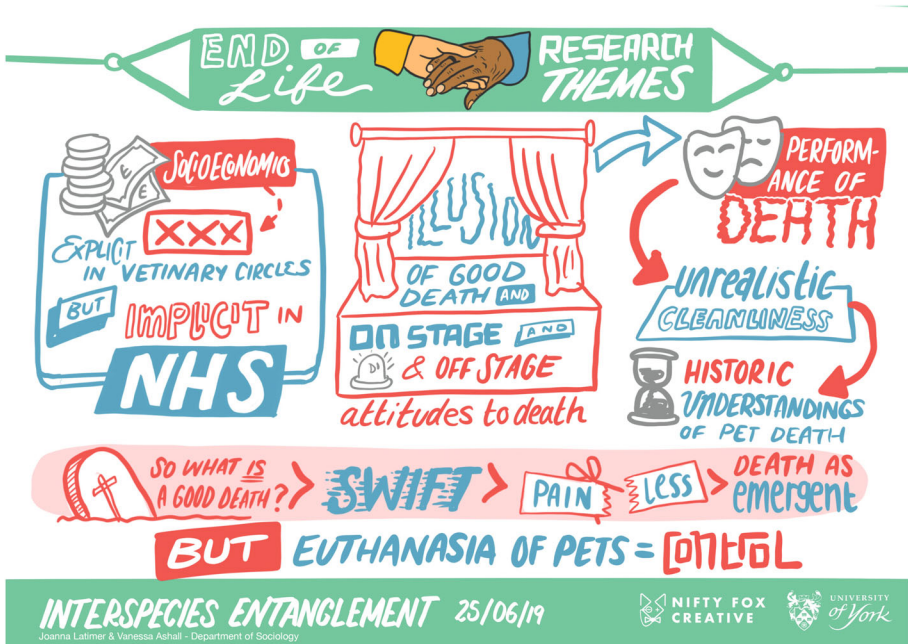 END OF
Life
RESEARCH
THEMES
SOCIOECONOMICS
XXX
EXPLICIT
IN VETINARY CIRCLES
BUT
IMPLICIT IN
NHS
ILLUSION
OF GOOD
DEATH AND
ON STAGE AND
& OFF STAGE
attitudes to death
PERFORM-
ANCE OF
DEATH
unrealistic
CLEANLINESS
HISTORIC
UNDERSTANDINGS
OF PET DEATH
SO WHAT IS
A GOOD DEATH?
> SWIFT > PAIN LESS >
DEATH AS
emergent
BUT EUTHANASIA OF PETS = CONTROL
INTERSPECIES ENTANGLEMENT 25/06/19
Joanna Latimer & Vanessa Ashall - Department of Sociology
NIFTY FOX
CREATIVE
UNIVERSITY
of York